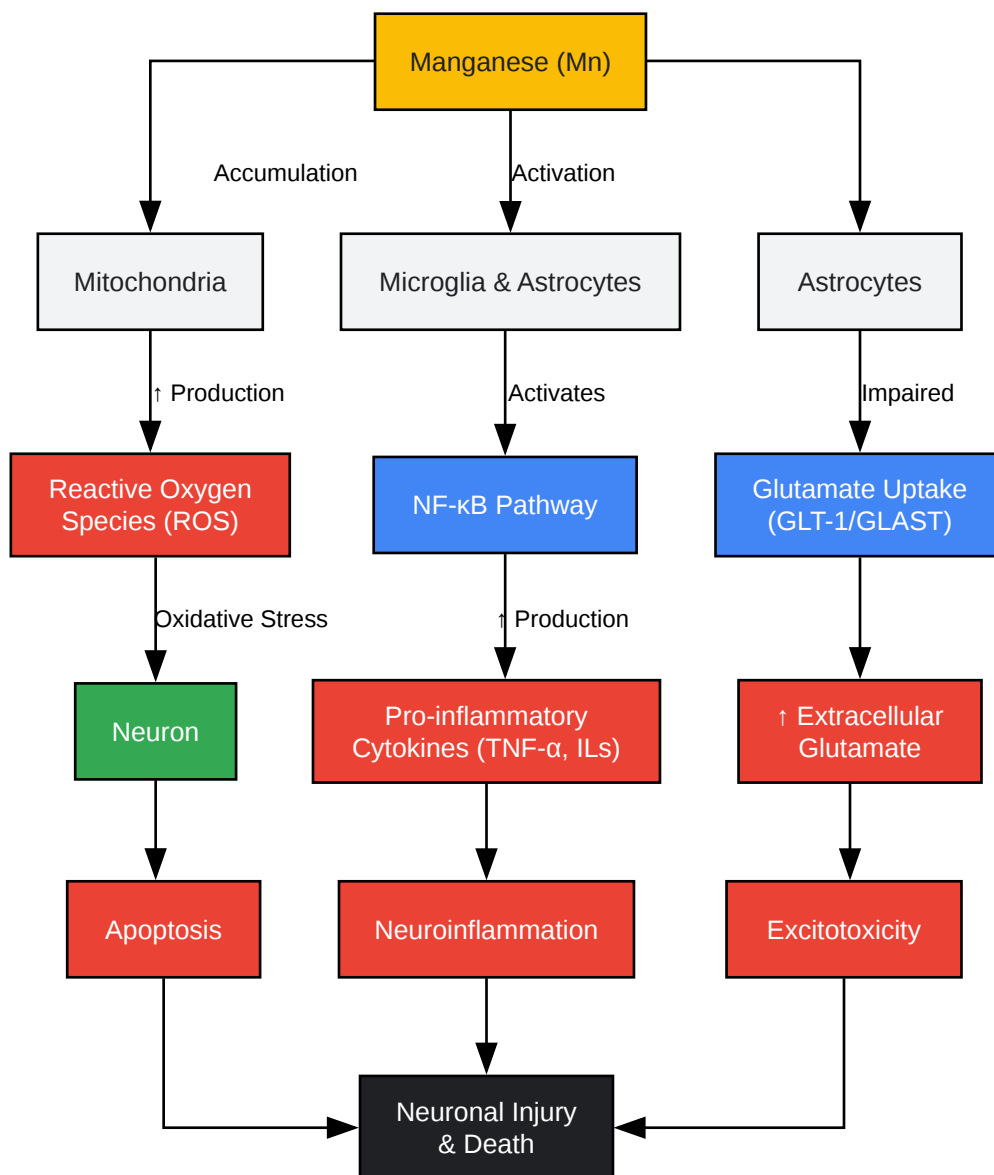 Manganese (Mn)
Accumulation
Activation
Mitochondria
Microglia & Astrocytes
Astrocytes
↑ Production
Activates
Impaired
Reactive Oxygen
Species (ROS)
NF-κB Pathway
Glutamate Uptake
(GLT-1/GLAST)
Oxidative Stress
↑ Production
Neuron
Pro-inflammatory
Cytokines (TNF-α, ILs)
↑ Extracellular
Glutamate
Apoptosis
Neuroinflammation
Excitotoxicity
Neuronal Injury
& Death